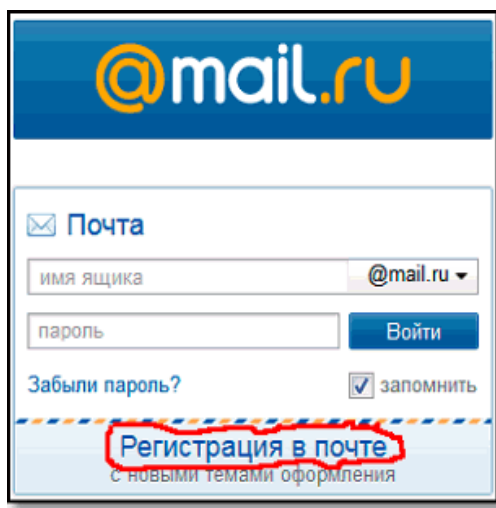 @mail.ru
Почта
имя ящика @mail.ru
пароль Войти
Забыли пароль? запомнить
Регистрация в почте
с новыми темами оформления